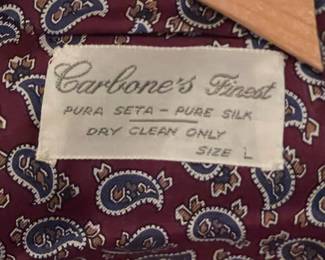 Carbone's Finest
PURA SETA - PURE SILK
DRY CLEAN ONLY
SIZE L